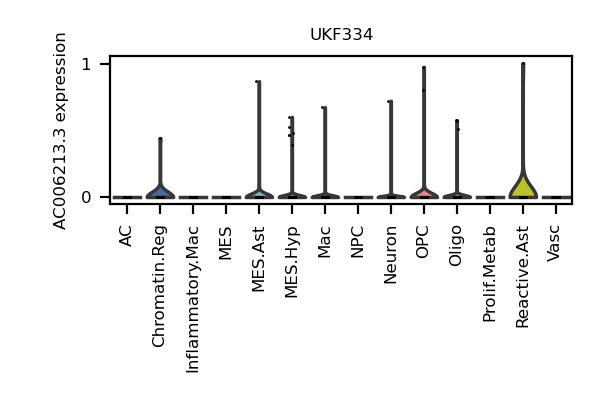 UKF334
AC006213.3 expression
1
0
AC
Chromatin.Reg
Inflammatory.Mac
MES
MES.Ast
MES.Hyp
Mac
NPC
Neuron
OPC
Oligo
Prolif.Metab
Reactive.Ast
Vasc